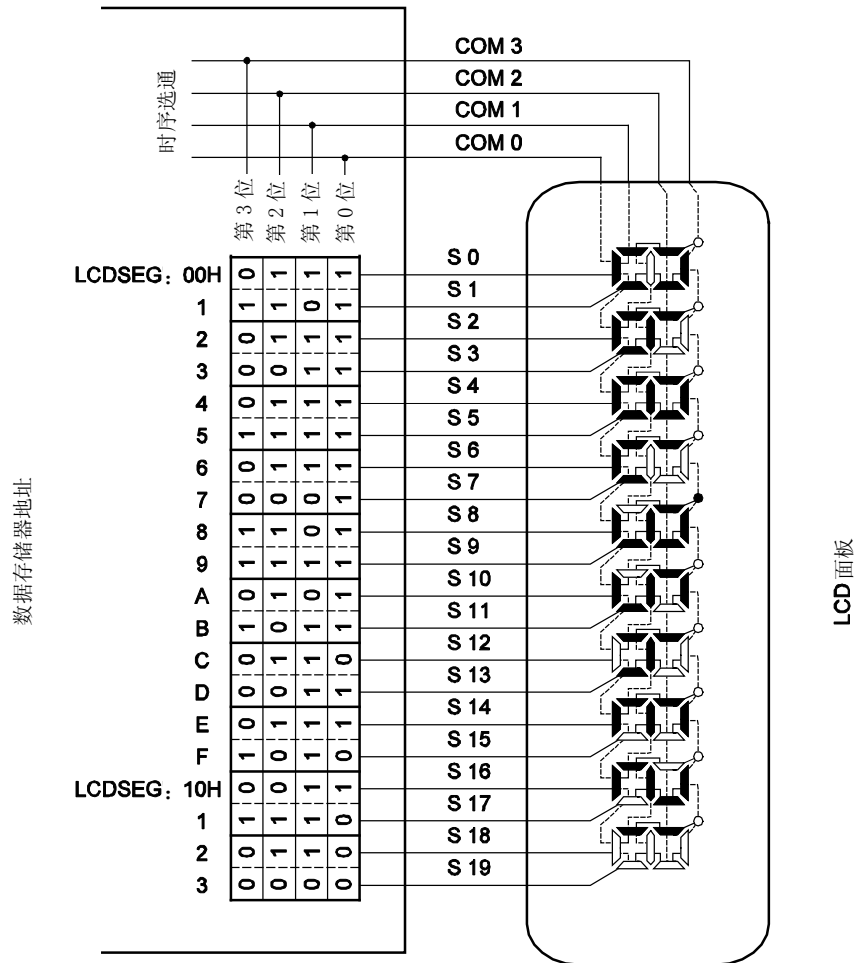 COM 3
COM 2
COM 1
COM 0
时序选通
第3位
第2位
第1位
第0位
LCDSEG：00H 0 1 1 1 S 0
1 1 1 0 1 S 1
2 0 1 1 1 S 2
3 0 0 1 1 S 3
4 0 1 1 1 S 4
5 1 1 1 1 S 5
6 0 1 1 1 S 6
7 0 0 0 1 S 7
8 1 1 0 1 S 8
9 1 1 1 1 S 9
A 0 1 0 1 S 10
B 1 0 1 1 S 11
C 0 1 1 0 S 12
D 0 0 1 1 S 13
E 0 1 1 1 S 14
F 1 0 1 0 S 15
LCDSEG：10H 0 0 1 1 S 16
1 1 1 1 0 S 17
2 0 1 1 0 S 18
3 0 0 0 0 S 19
数据存储器地址
LCD面板